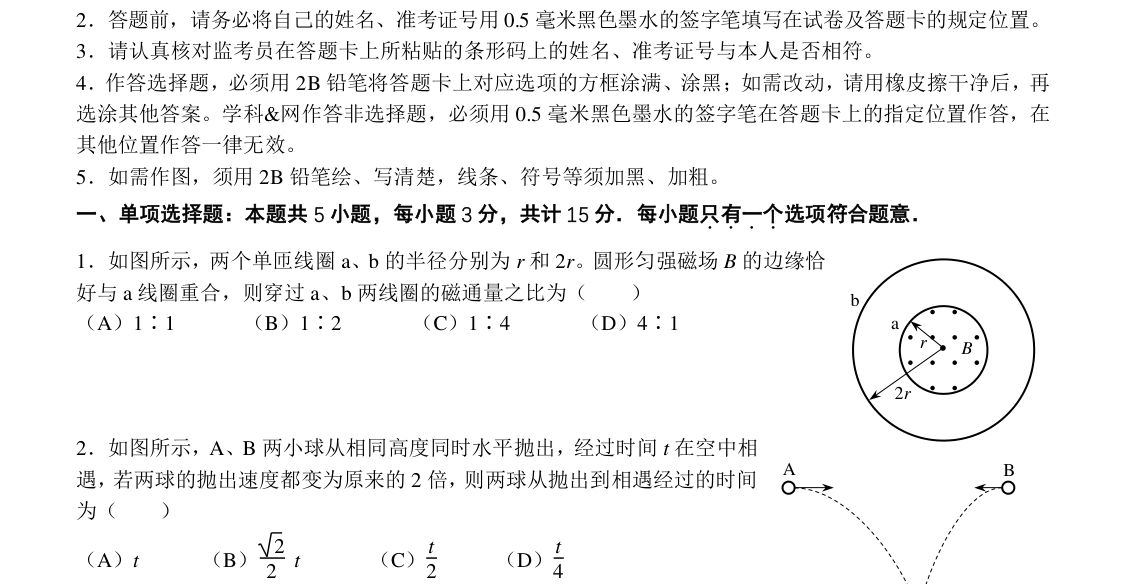 2．答题前，请务必将自己的姓名、准考证号用 0.5 毫米黑色墨水的签字笔填写在试卷及答题卡的规定位置。
3．请认真核对监考员在答题卡上所粘贴的条形码上的姓名、准考证号与本人是否相符。
4．作答选择题，必须用 2B 铅笔将答题卡上对应选项的方框涂满、涂黑；如需改动，请用橡皮擦干净后，再
选涂其他答案。学科&网作答非选择题，必须用 0.5 毫米黑色墨水的签字笔在答题卡上的指定位置作答，在
其他位置作答一律无效。
5．如需作图，须用 2B 铅笔绘、写清楚，线条、符号等须加黑、加粗。
一、单项选择题：本题共 5 小题，每小题 3 分，共计 15 分．每小题只有一个选项符合题意．
1．如图所示，两个单匝线圈 a、b 的半径分别为 r 和 2r。圆形匀强磁场 B 的边缘恰
好与 a 线圈重合，则穿过 a、b 两线圈的磁通量之比为（　　）
（A）1∶1　（B）1∶2　（C）1∶4　（D）4∶1
b
a
r
B
2r
2．如图所示，A、B 两小球从相同高度同时水平抛出，经过时间 t 在空中相
遇，若两球的抛出速度都变为原来的 2 倍，则两球从抛出到相遇经过的时间
为（　　）
A
B
（A）t　（B）√2/2 t　（C）t/2　（D）t/4